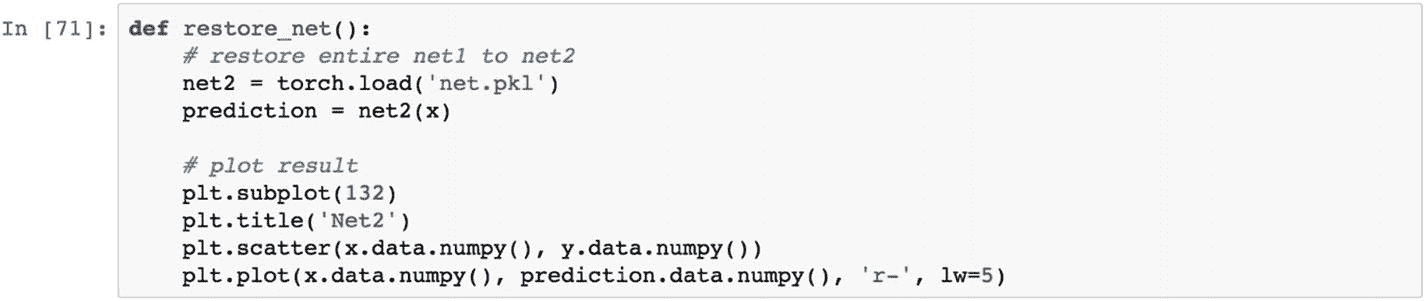 In [71]: def restore_net():
    # restore entire net1 to net2
    net2 = torch.load('net.pkl')
    prediction = net2(x)

    # plot result
    plt.subplot(132)
    plt.title('Net2')
    plt.scatter(x.data.numpy(), y.data.numpy())
    plt.plot(x.data.numpy(), prediction.data.numpy(), 'r-', lw=5)